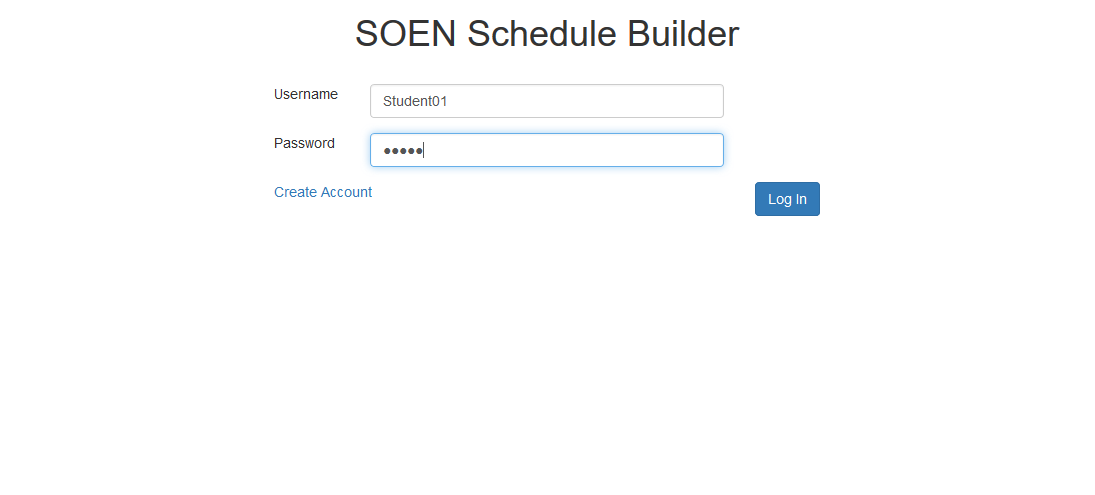 SOEN Schedule Builder
Username
Student01
Password
●●●●●
Create Account
Log In